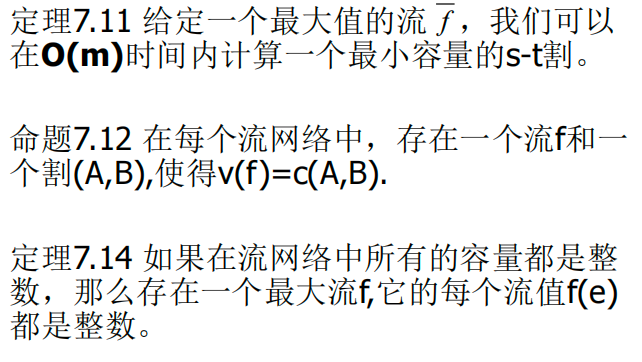 定理7.11 给定一个最大值的流 f̅ ，我们可以
在O(m)时间内计算一个最小容量的s-t割。
命题7.12 在每个流网络中，存在一个流f和一
个割(A,B),使得v(f)=c(A,B).
定理7.14 如果在流网络中所有的容量都是整
数，那么存在一个最大流f,它的每个流值f(e)
都是整数。